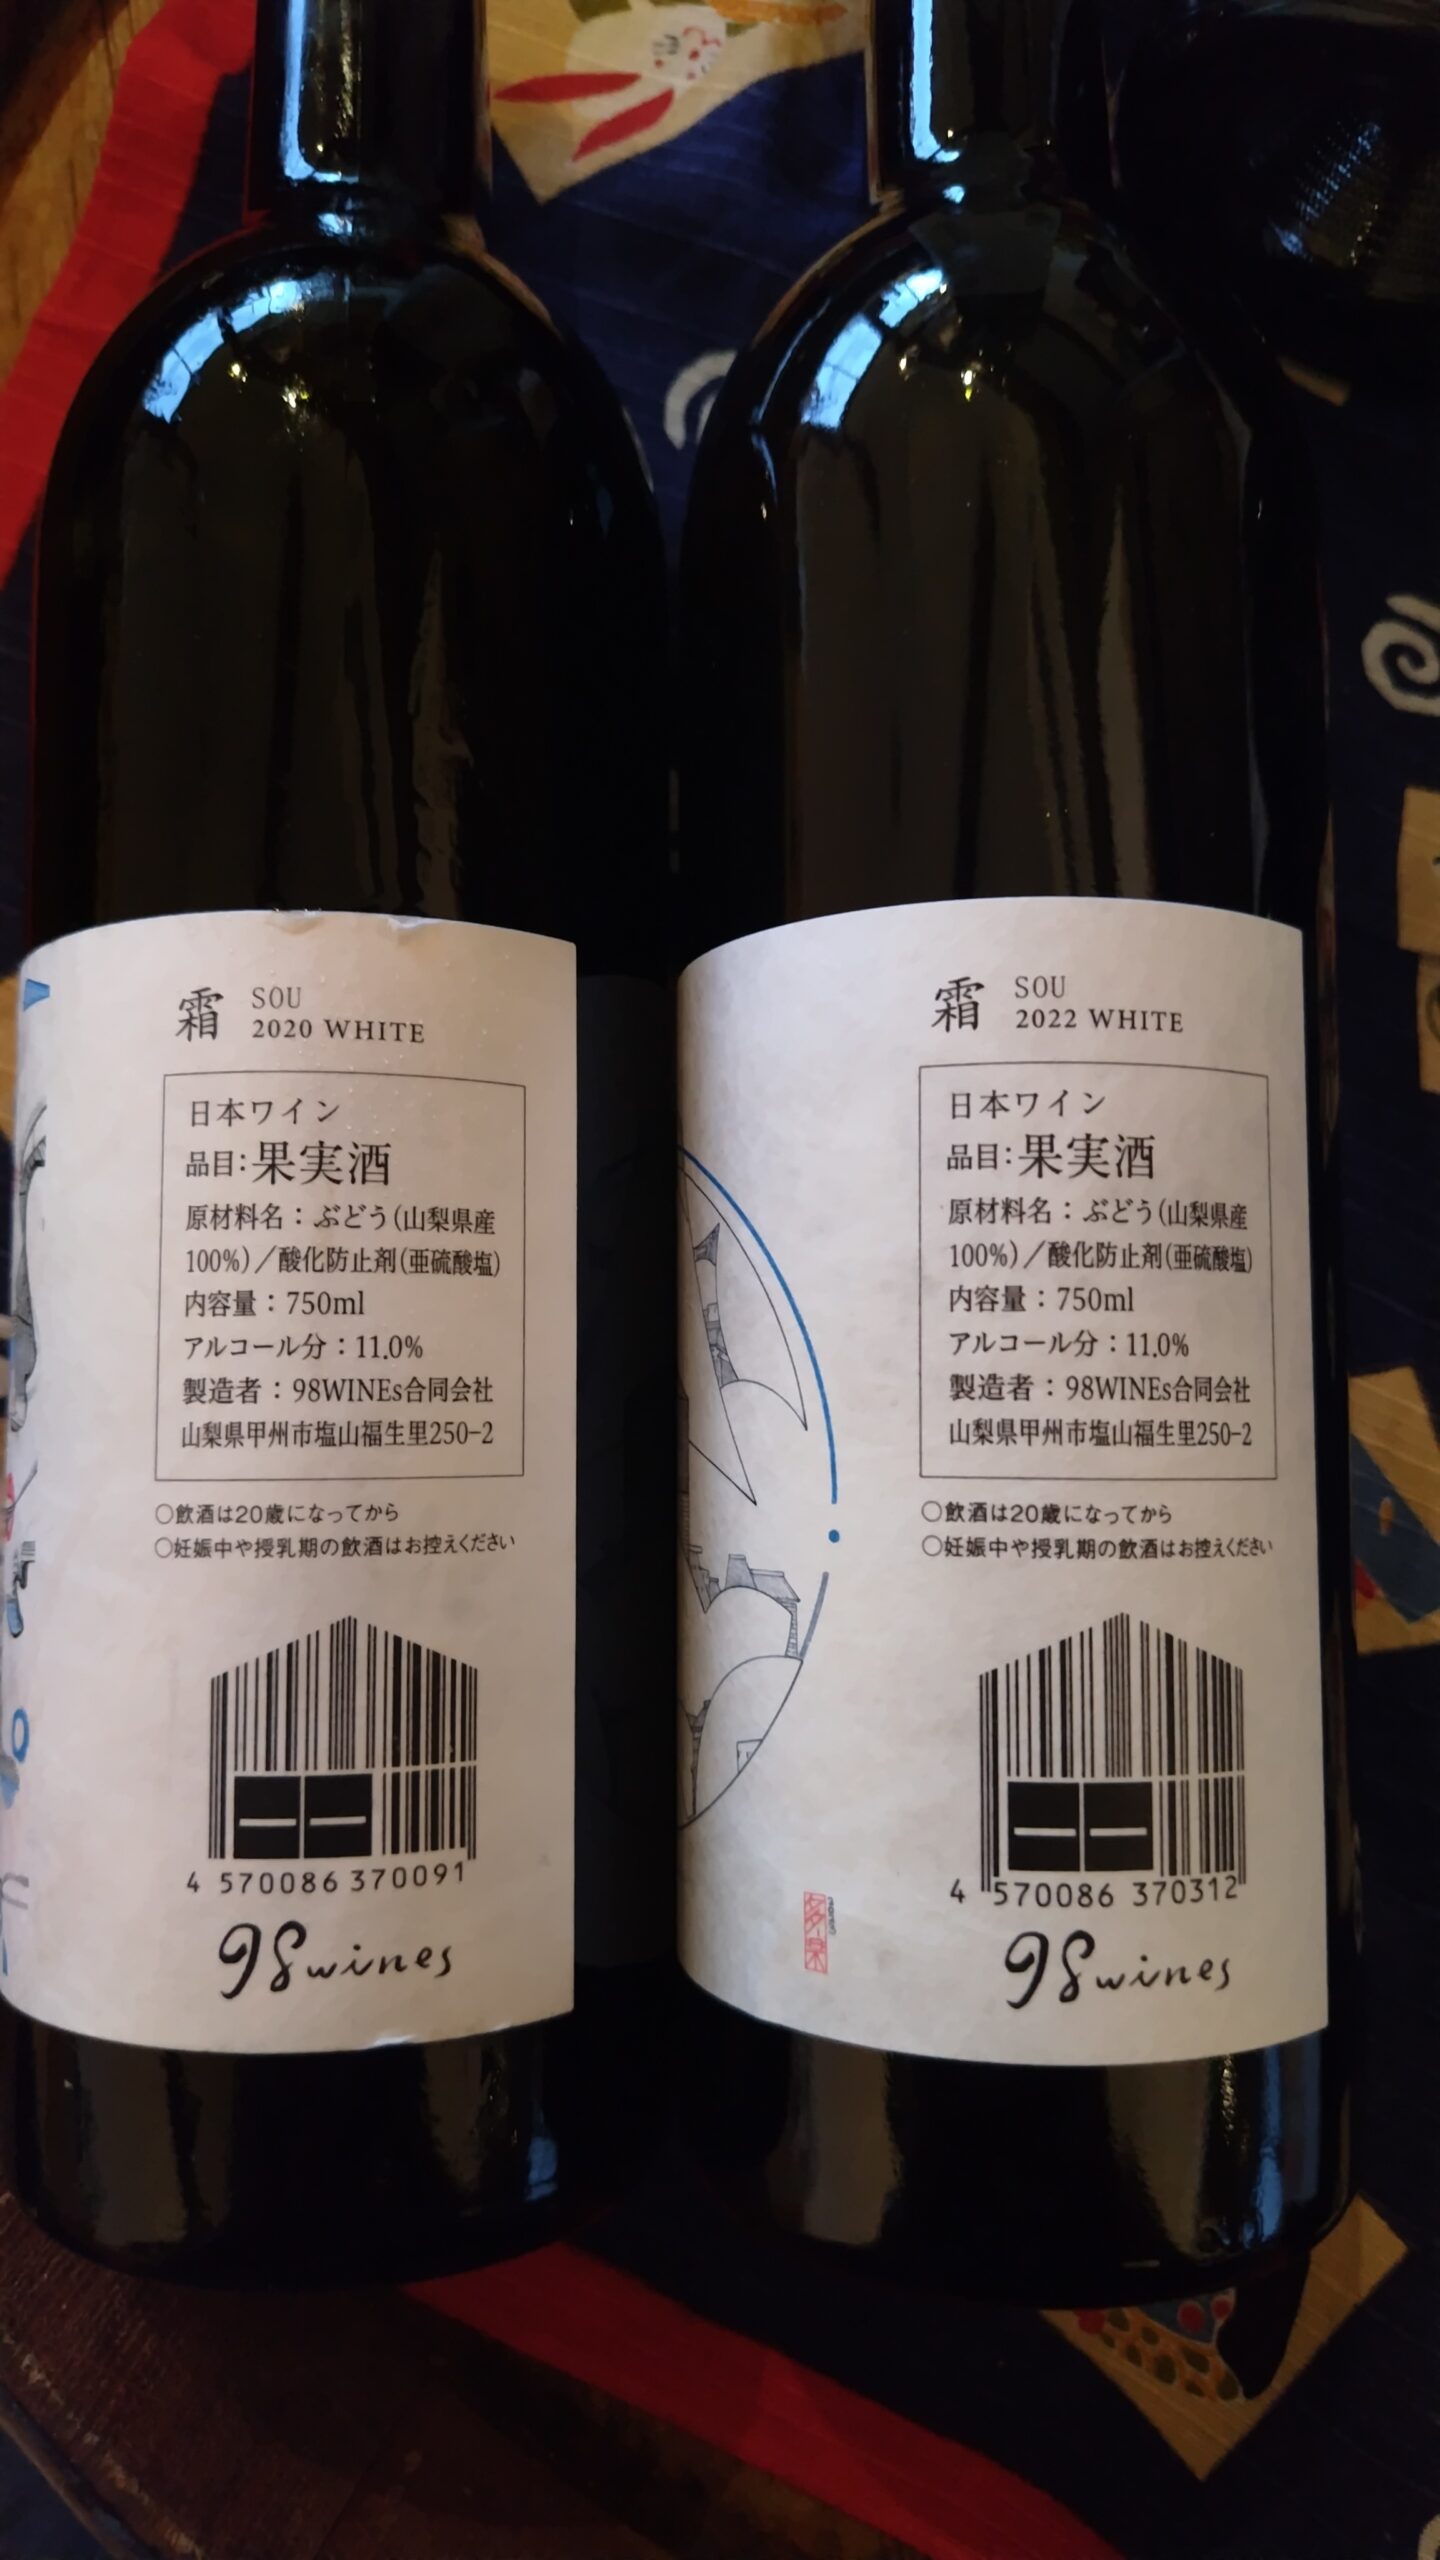 霜 SOU
2020 WHITE
日本ワイン
品目:果実酒
原材料名：ぶどう(山梨県産
100%)／酸化防止剤(亜硫酸塩)
内容量：750ml
アルコール分：11.0%
製造者：98WINEs合同会社
山梨県甲州市塩山福生里250-2
○飲酒は20歳になってから
○妊娠中や授乳期の飲酒はお控えください
4 570086 370091
98wines
霜 SOU
2022 WHITE
日本ワイン
品目:果実酒
原材料名：ぶどう(山梨県産
100%)／酸化防止剤(亜硫酸塩)
内容量：750ml
アルコール分：11.0%
製造者：98WINEs合同会社
山梨県甲州市塩山福生里250-2
○飲酒は20歳になってから
○妊娠中や授乳期の飲酒はお控えください
4 570086 370312
98wines